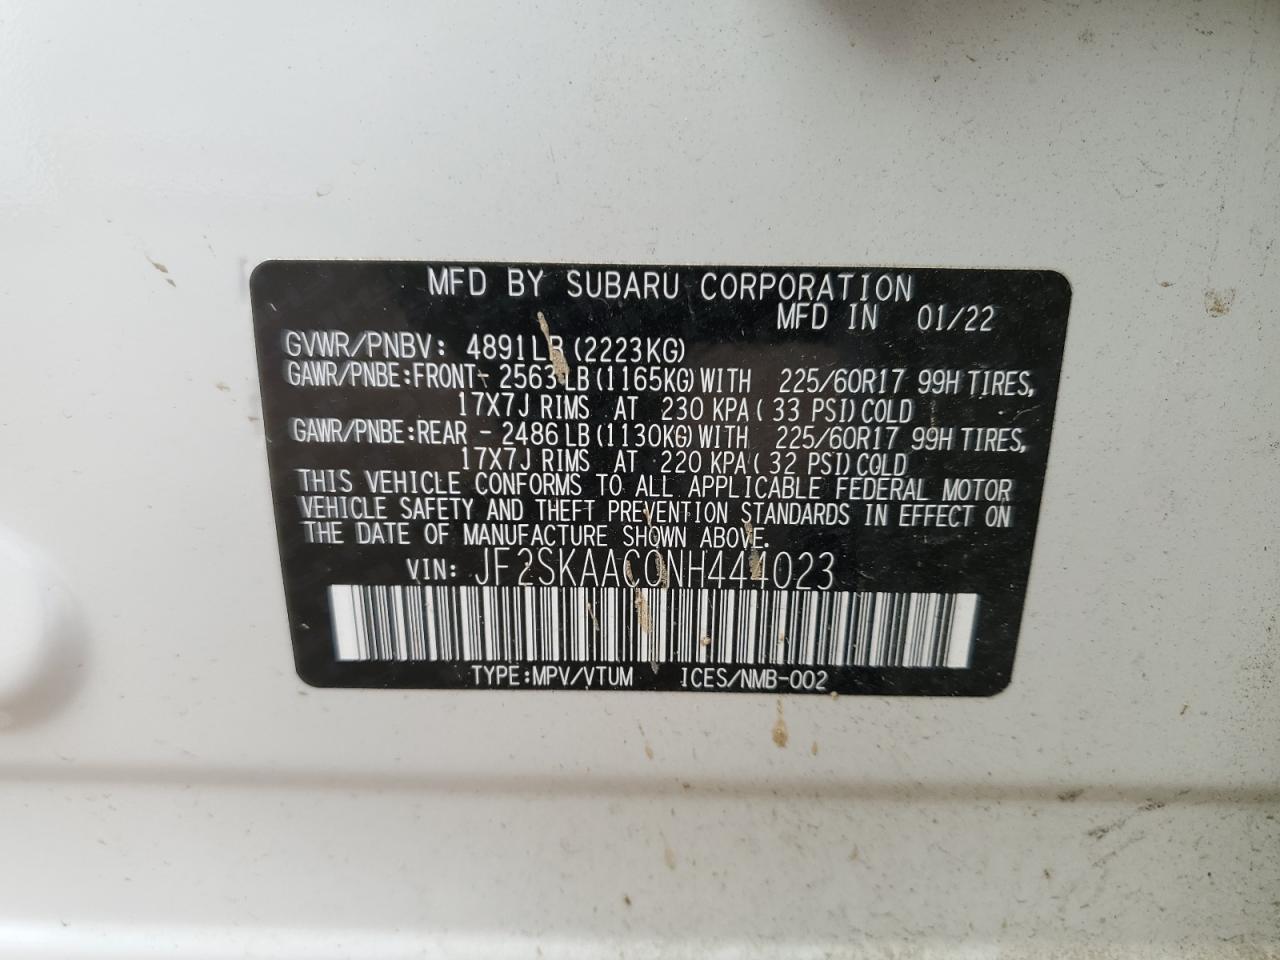 MFD BY SUBARU CORPORATION
MFD IN 01/22
GVWR/PNBV: 4891LB (2223KG)
GAWR/PNBE:FRONT- 2563 LB (1165KG) WITH 225/60R17 99H TIRES,
17X7J RIMS AT 230 KPA ( 33 PSI) COLD
GAWR/PNBE:REAR - 2486 LB (1130KG) WITH 225/60R17 99H TIRES,
17X7J RIMS AT 220 KPA ( 32 PSI) COLD
THIS VEHICLE CONFORMS TO ALL APPLICABLE FEDERAL MOTOR
VEHICLE SAFETY AND THEFT PREVENTION STANDARDS IN EFFECT ON
THE DATE OF MANUFACTURE SHOWN ABOVE.
VIN: JF2SKAAC0NH444023
TYPE:MPV/VTUM ICES/NMB-002